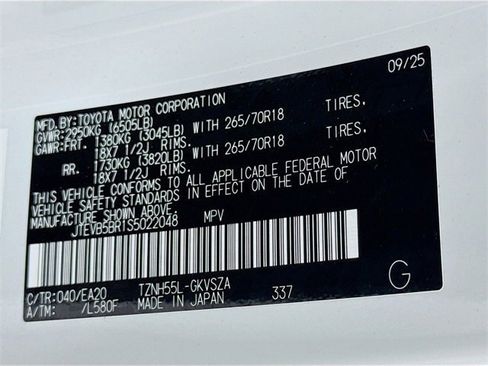 09/25
MFD.BY:TOYOTA MOTOR CORPORATION
GVWR:2950KG (6505LB)
GAWR:FRT. 1380KG (3045LB) WITH 265/70R18 TIRES,
18X7 1/2J RIMS.
RR. 1730KG (3820LB) WITH 265/70R18 TIRES,
18X7 1/2J RIMS.
THIS VEHICLE CONFORMS TO ALL APPLICABLE FEDERAL MOTOR
VEHICLE SAFETY STANDARDS IN EFFECT ON THE DATE OF
MANUFACTURE SHOWN ABOVE.
JTEVB5BR1S5022048 MPV
C/TR:040/EA20 TZNH55L-GKVSZA G
A/TM: /L580F MADE IN JAPAN 337